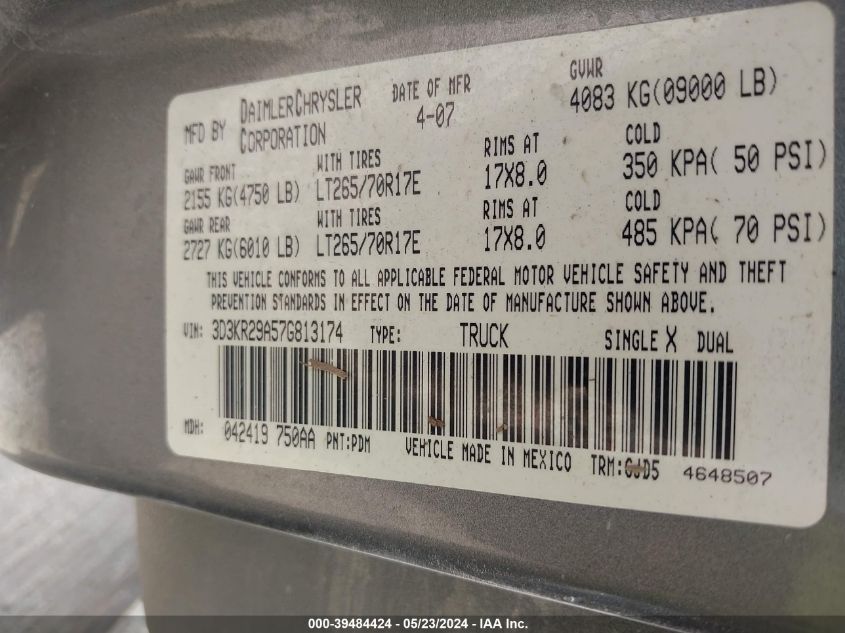 MFD BY DAIMLERCHRYSLER CORPORATION DATE OF MFR 4-07 GVWR 4083 KG(09000 LB)
GAWR FRONT WITH TIRES RIMS AT COLD
2155 KG(4750 LB) LT265/70R17E 17X8.0 350 KPA( 50 PSI)
GAWR REAR WITH TIRES RIMS AT COLD
2727 KG(6010 LB) LT265/70R17E 17X8.0 485 KPA( 70 PSI)
THIS VEHICLE CONFORMS TO ALL APPLICABLE FEDERAL MOTOR VEHICLE SAFETY AND THEFT
PREVENTION STANDARDS IN EFFECT ON THE DATE OF MANUFACTURE SHOWN ABOVE.
VIN: 3D3KR29A57G813174 TYPE: TRUCK SINGLE X DUAL
MDH: 042419 750AA PNT:PDM VEHICLE MADE IN MEXICO TRM: 4648507
000-39484424 - 05/23/2024 - IAA Inc.